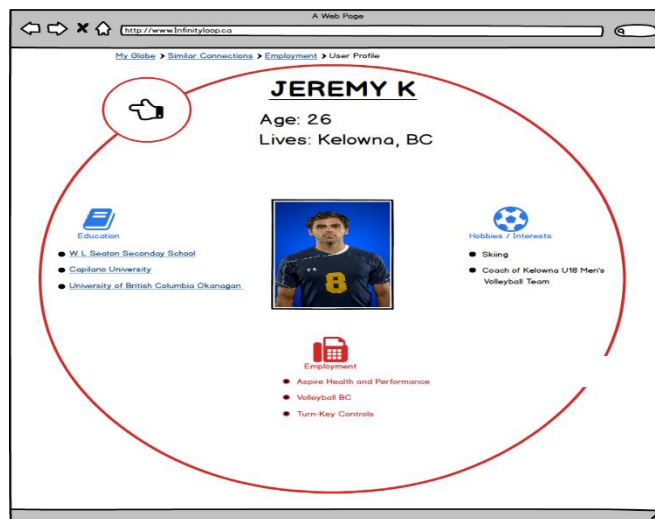 A Web Page
http://www.Infinityloop.ca
My Globe > Similar Connections > Employment > User Profile
JEREMY K
Age: 26
Lives: Kelowna, BC
Education
W L Seaton Seconday School
Capilano University
University of British Columbia Okanagan
8
Hobbies / Interests
Skiing
Coach of Kelowna U18 Men's
Volleyball Team
Employment
Aspire Health and Performance
Volleyball BC
Turn-Key Controls